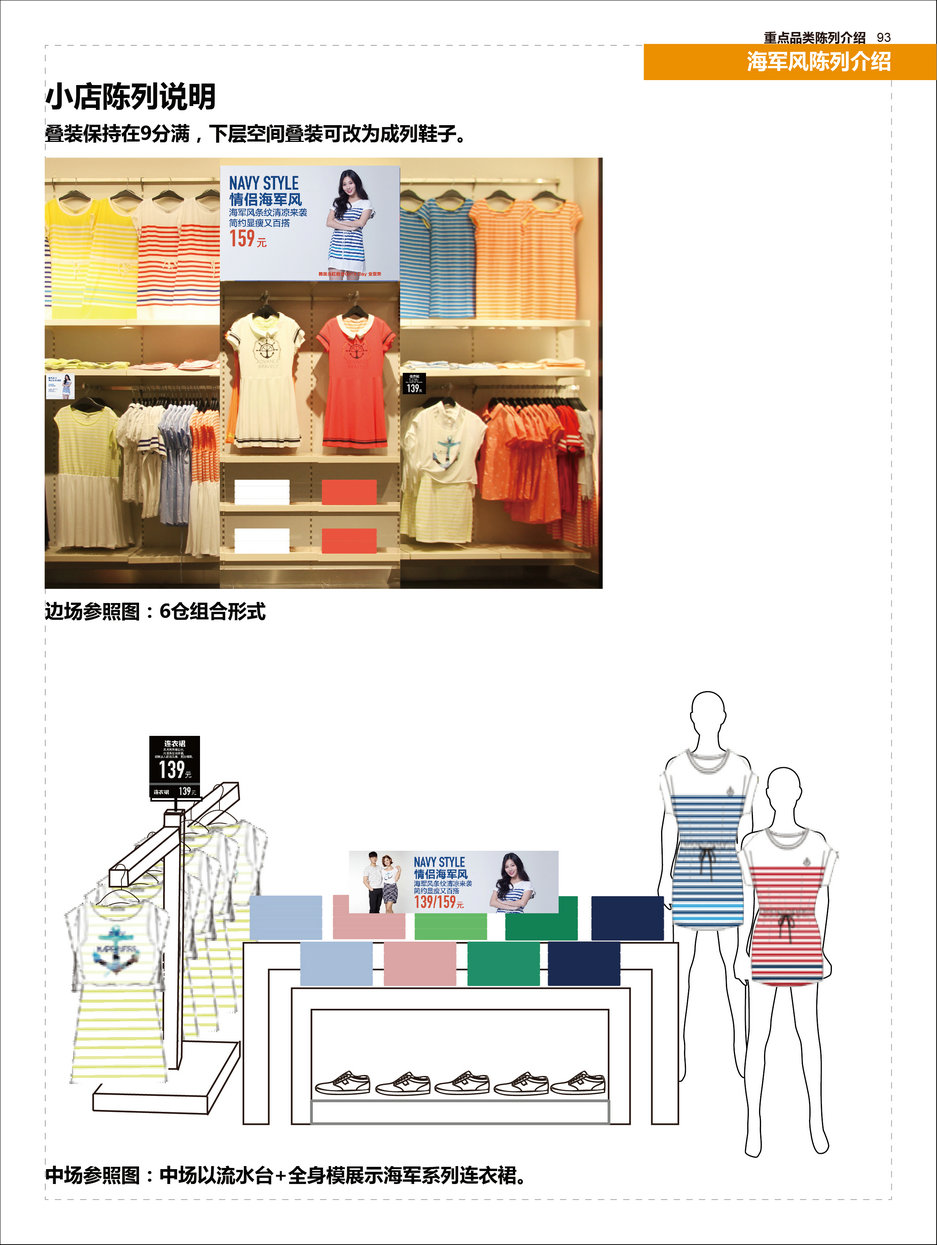 重点品类陈列介绍 93
海军风陈列介绍
小店陈列说明
叠装保持在9分满，下层空间叠装可改为成列鞋子。
NAVY STYLE
情侣海军风
海军风条纹清凉来袭
简约显瘦又百搭
159元
139元
边场参照图：6仓组合形式
连衣裙
139元
连衣裙 139元
NAVY STYLE
情侣海军风
海军风条纹清凉来袭
简约显瘦又百搭
139/159元
中场参照图：中场以流水台+全身模展示海军系列连衣裙。